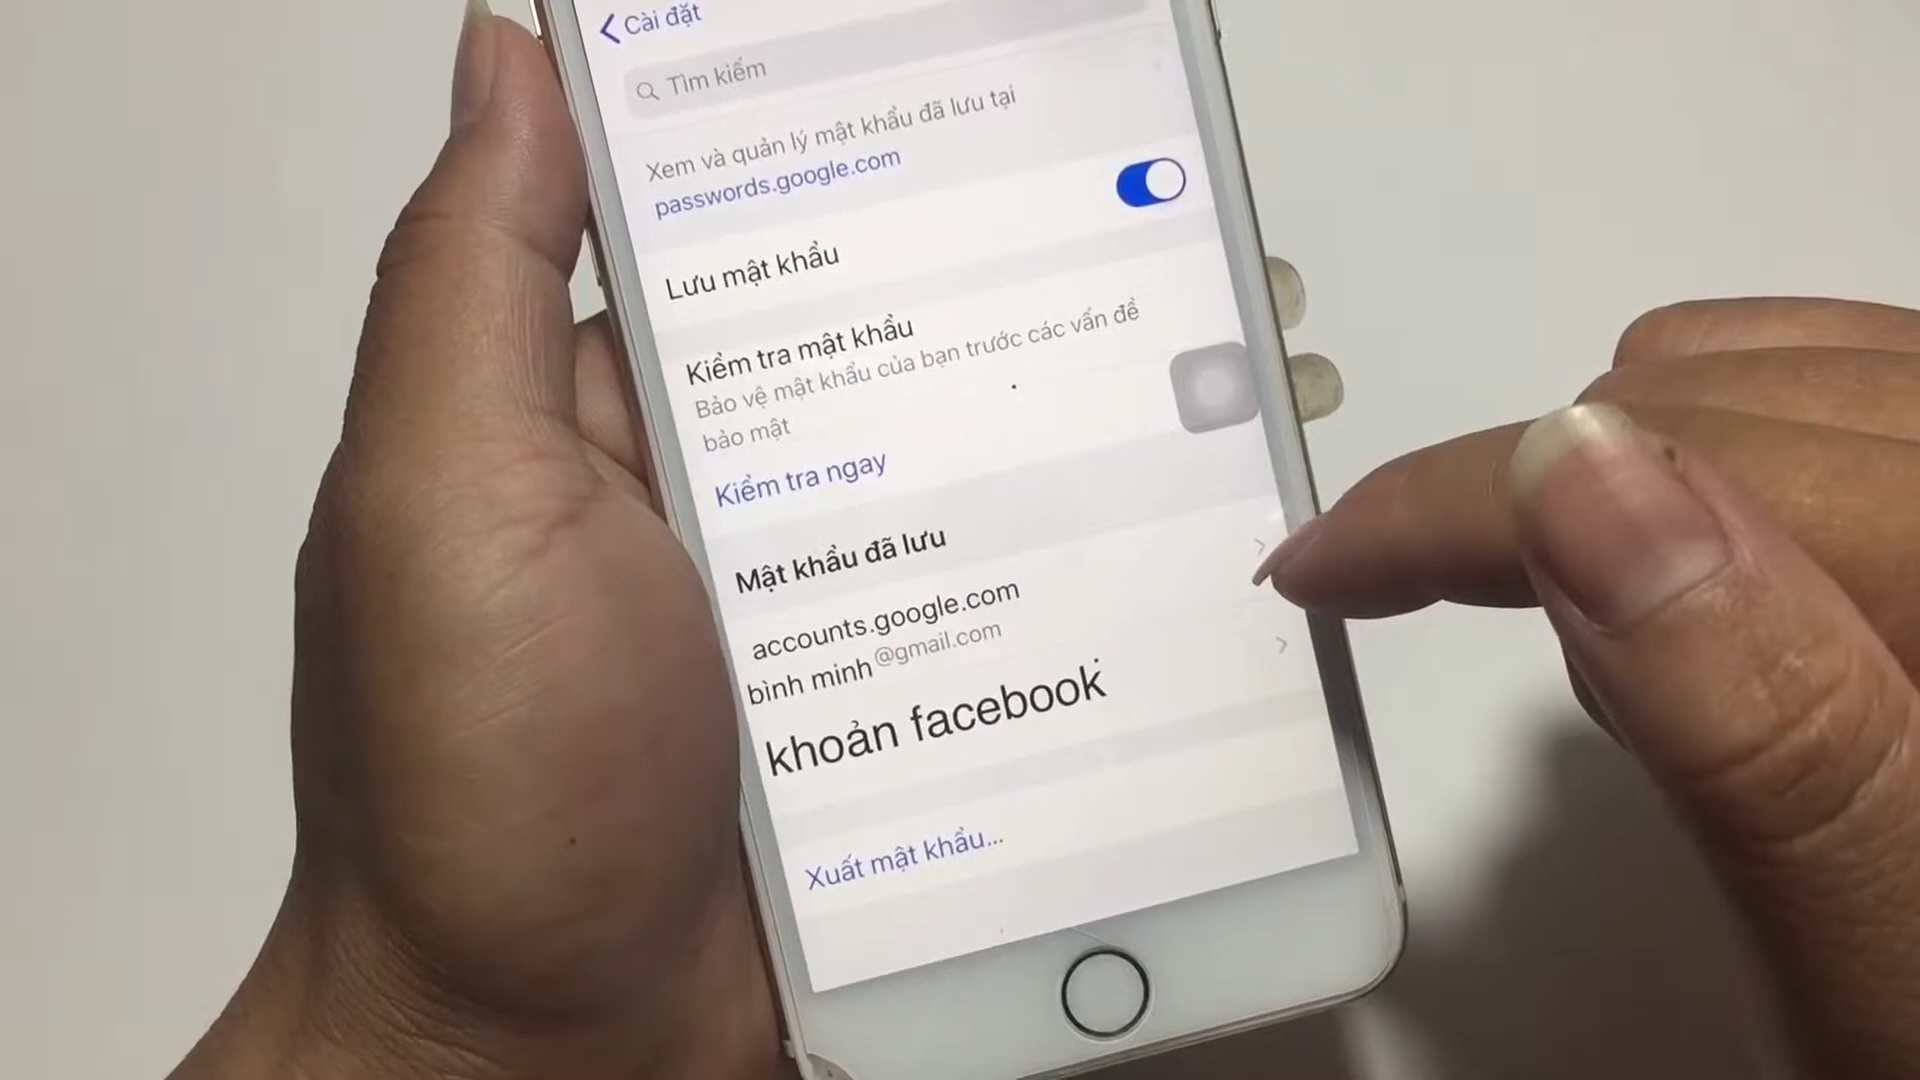 Cài đặt
Tìm kiếm
Xem và quản lý mật khẩu đã lưu tại
passwords.google.com
Lưu mật khẩu
Kiểm tra mật khẩu
Bảo vệ mật khẩu của bạn trước các vấn đề
bảo mật
Kiểm tra ngay
Mật khẩu đã lưu
accounts.google.com
bình minh@gmail.com
khoản facebook
Xuất mật khẩu...